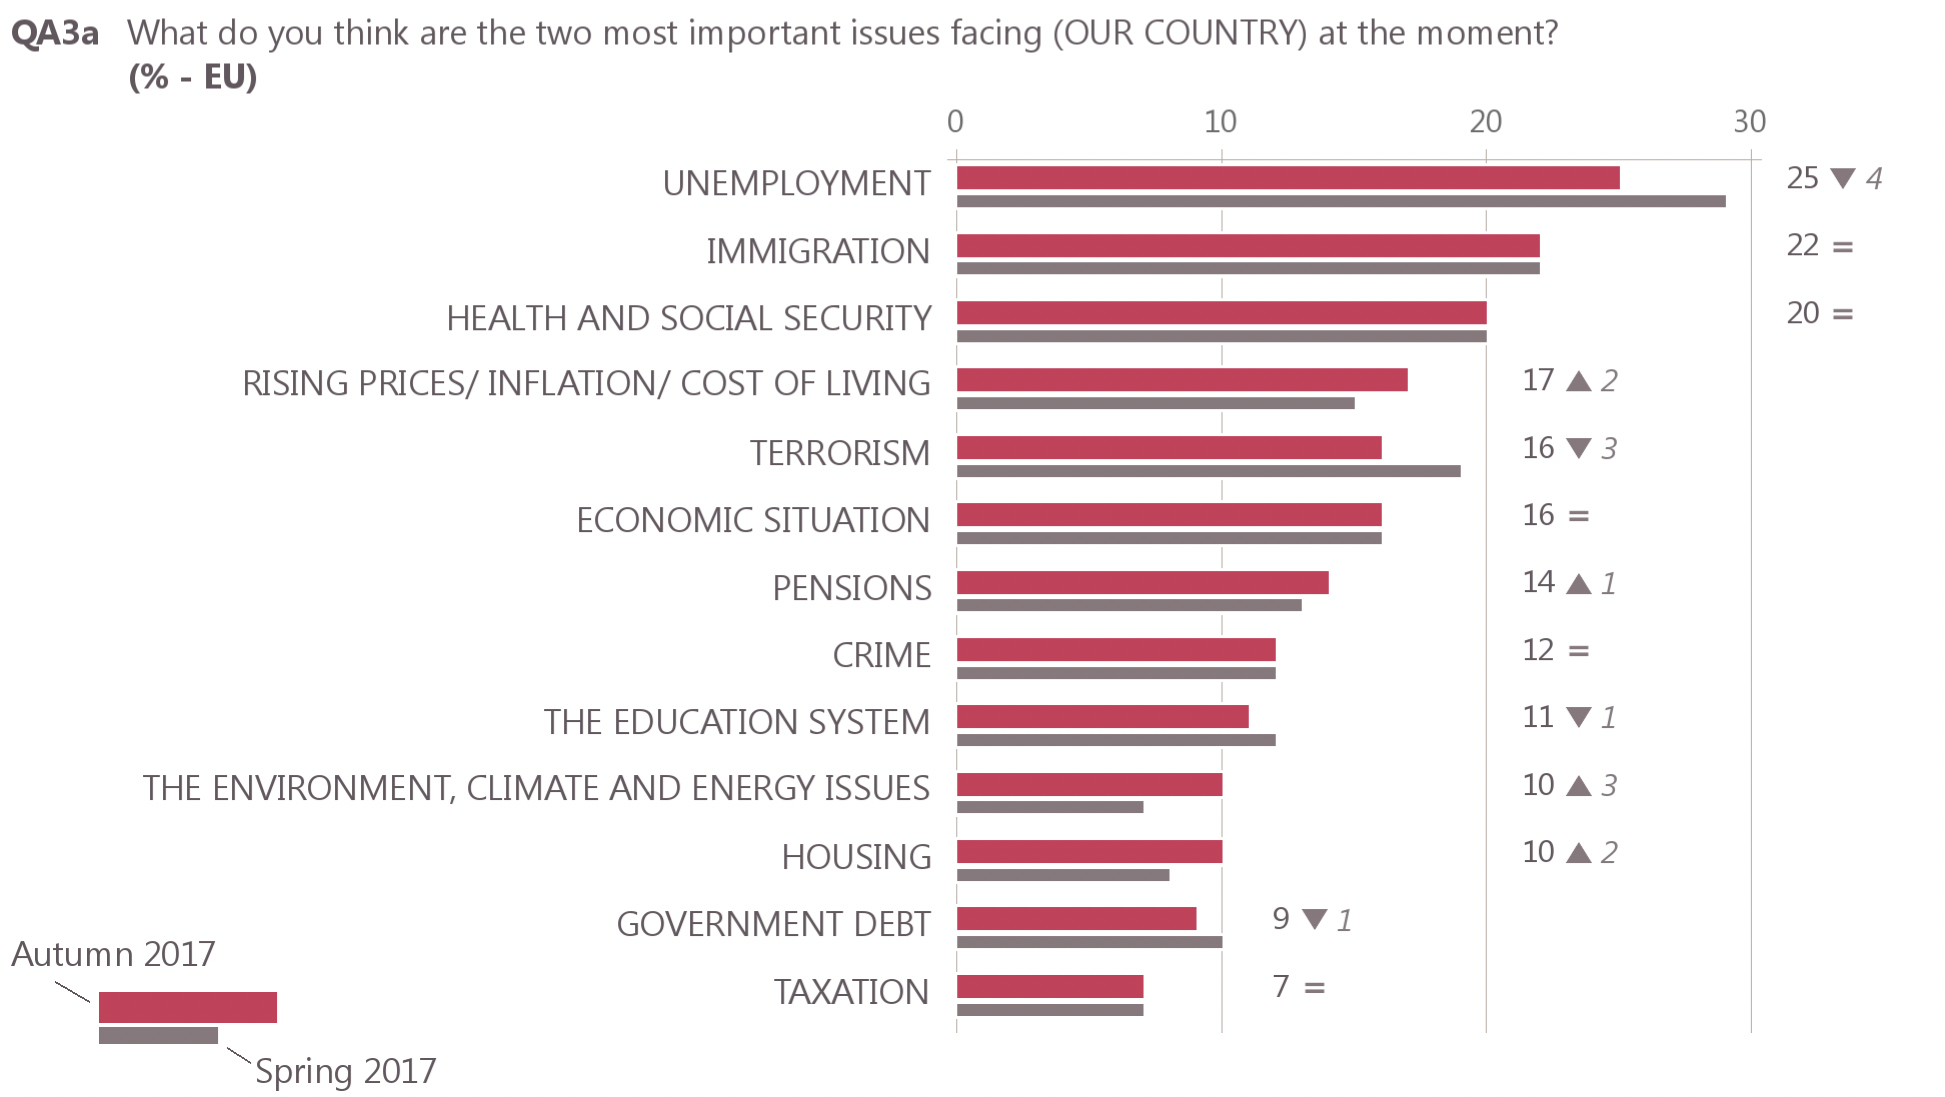 QA3a What do you think are the two most important issues facing (OUR COUNTRY) at the moment?
(% - EU)
0 10 20 30
UNEMPLOYMENT 25 ▼ 4
IMMIGRATION 22 =
HEALTH AND SOCIAL SECURITY 20 =
RISING PRICES/ INFLATION/ COST OF LIVING 17 ▲ 2
TERRORISM 16 ▼ 3
ECONOMIC SITUATION 16 =
PENSIONS 14 ▲ 1
CRIME 12 =
THE EDUCATION SYSTEM 11 ▼ 1
THE ENVIRONMENT, CLIMATE AND ENERGY ISSUES 10 ▲ 3
HOUSING 10 ▲ 2
GOVERNMENT DEBT 9 ▼ 1
TAXATION 7 =
Autumn 2017
Spring 2017